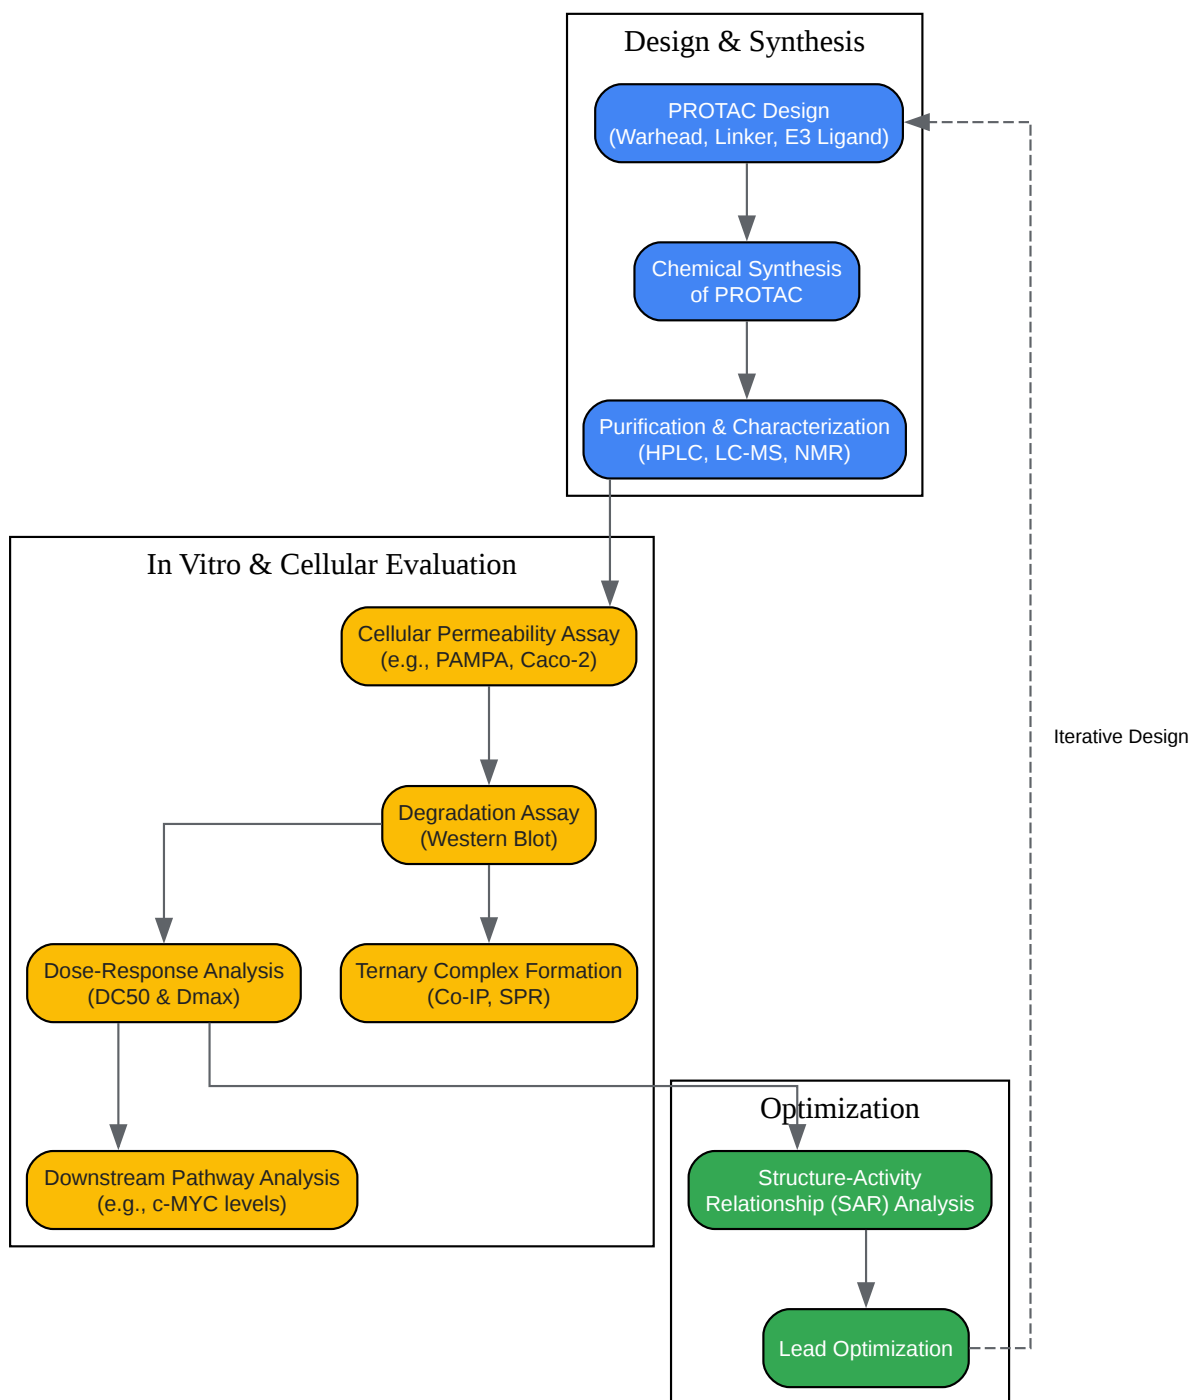 Design & Synthesis
PROTAC Design
(Warhead, Linker, E3 Ligand)
Chemical Synthesis
of PROTAC
Purification & Characterization
(HPLC, LC-MS, NMR)
In Vitro & Cellular Evaluation
Cellular Permeability Assay
(e.g., PAMPA, Caco-2)
Iterative Design
Degradation Assay
(Western Blot)
Dose-Response Analysis
(DC50 & Dmax)
Ternary Complex Formation
(Co-IP, SPR)
Optimization
Downstream Pathway Analysis
(e.g., c-MYC levels)
Structure-Activity
Relationship (SAR) Analysis
Lead Optimization